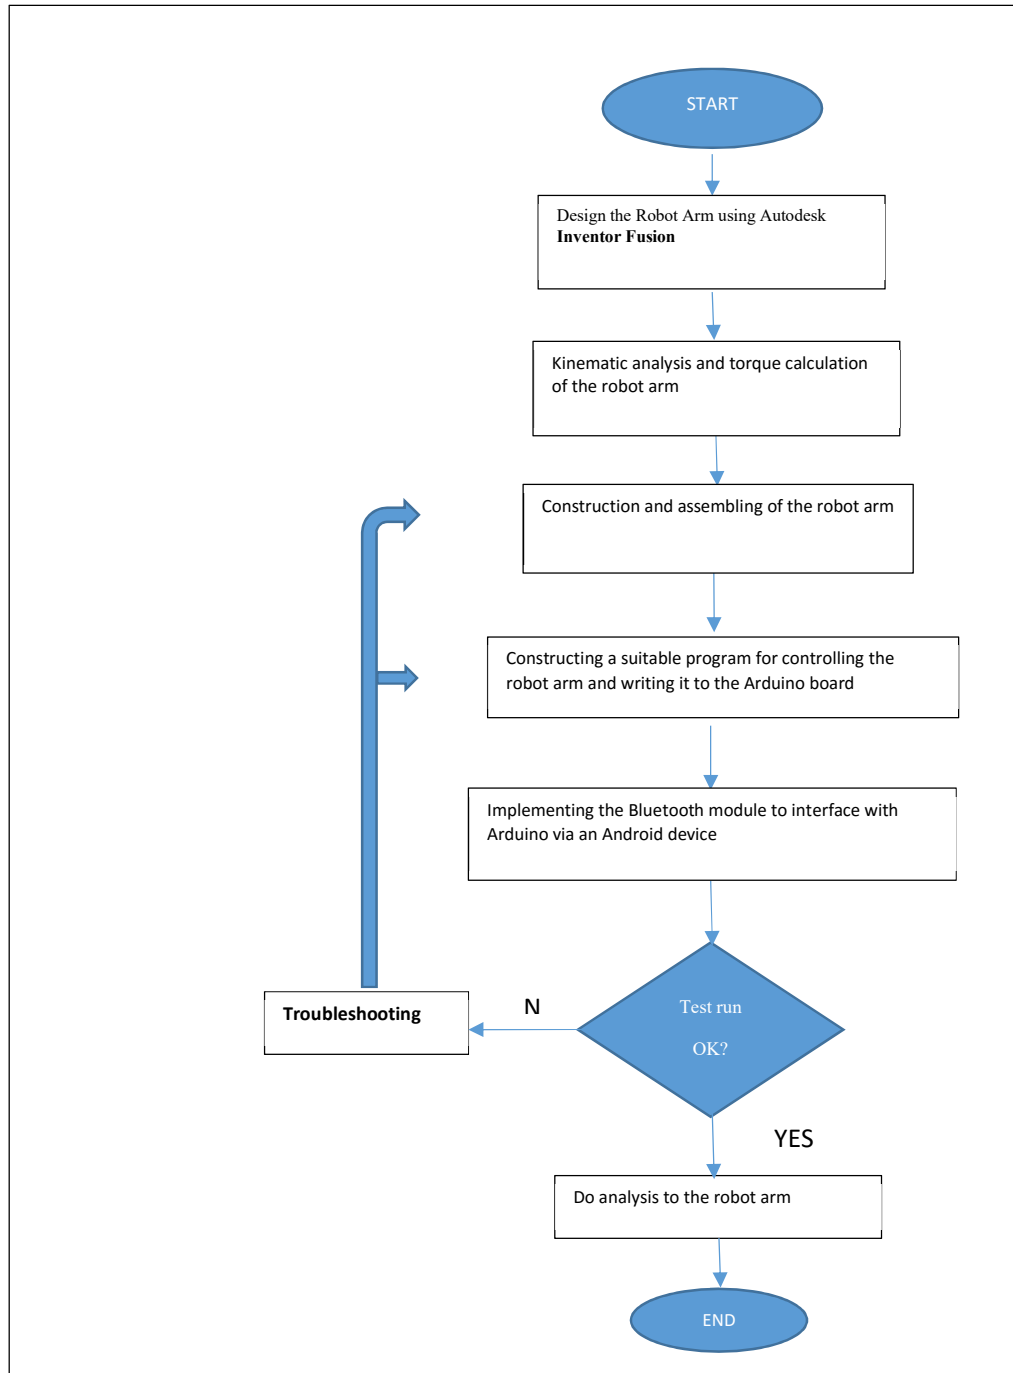 START
Design the Robot Arm using Autodesk
Inventor Fusion
Kinematic analysis and torque calculation
of the robot arm
Construction and assembling of the robot arm
Constructing a suitable program for controlling the
robot arm and writing it to the Arduino board
Implementing the Bluetooth module to interface with
Arduino via an Android device
Test run
OK?
N
Troubleshooting
YES
Do analysis to the robot arm
END